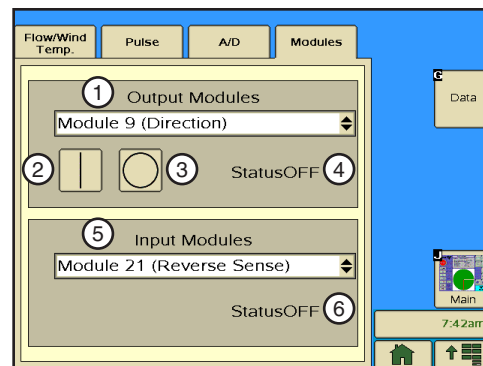 Flow/Wind
Temp.
Pulse
A/D
Modules
G
Data
1
Output Modules
Module 9 (Direction)
2
3
StatusOFF
4
5
Input Modules
Module 21 (Reverse Sense)
StatusOFF
6
J
Main
7:42am